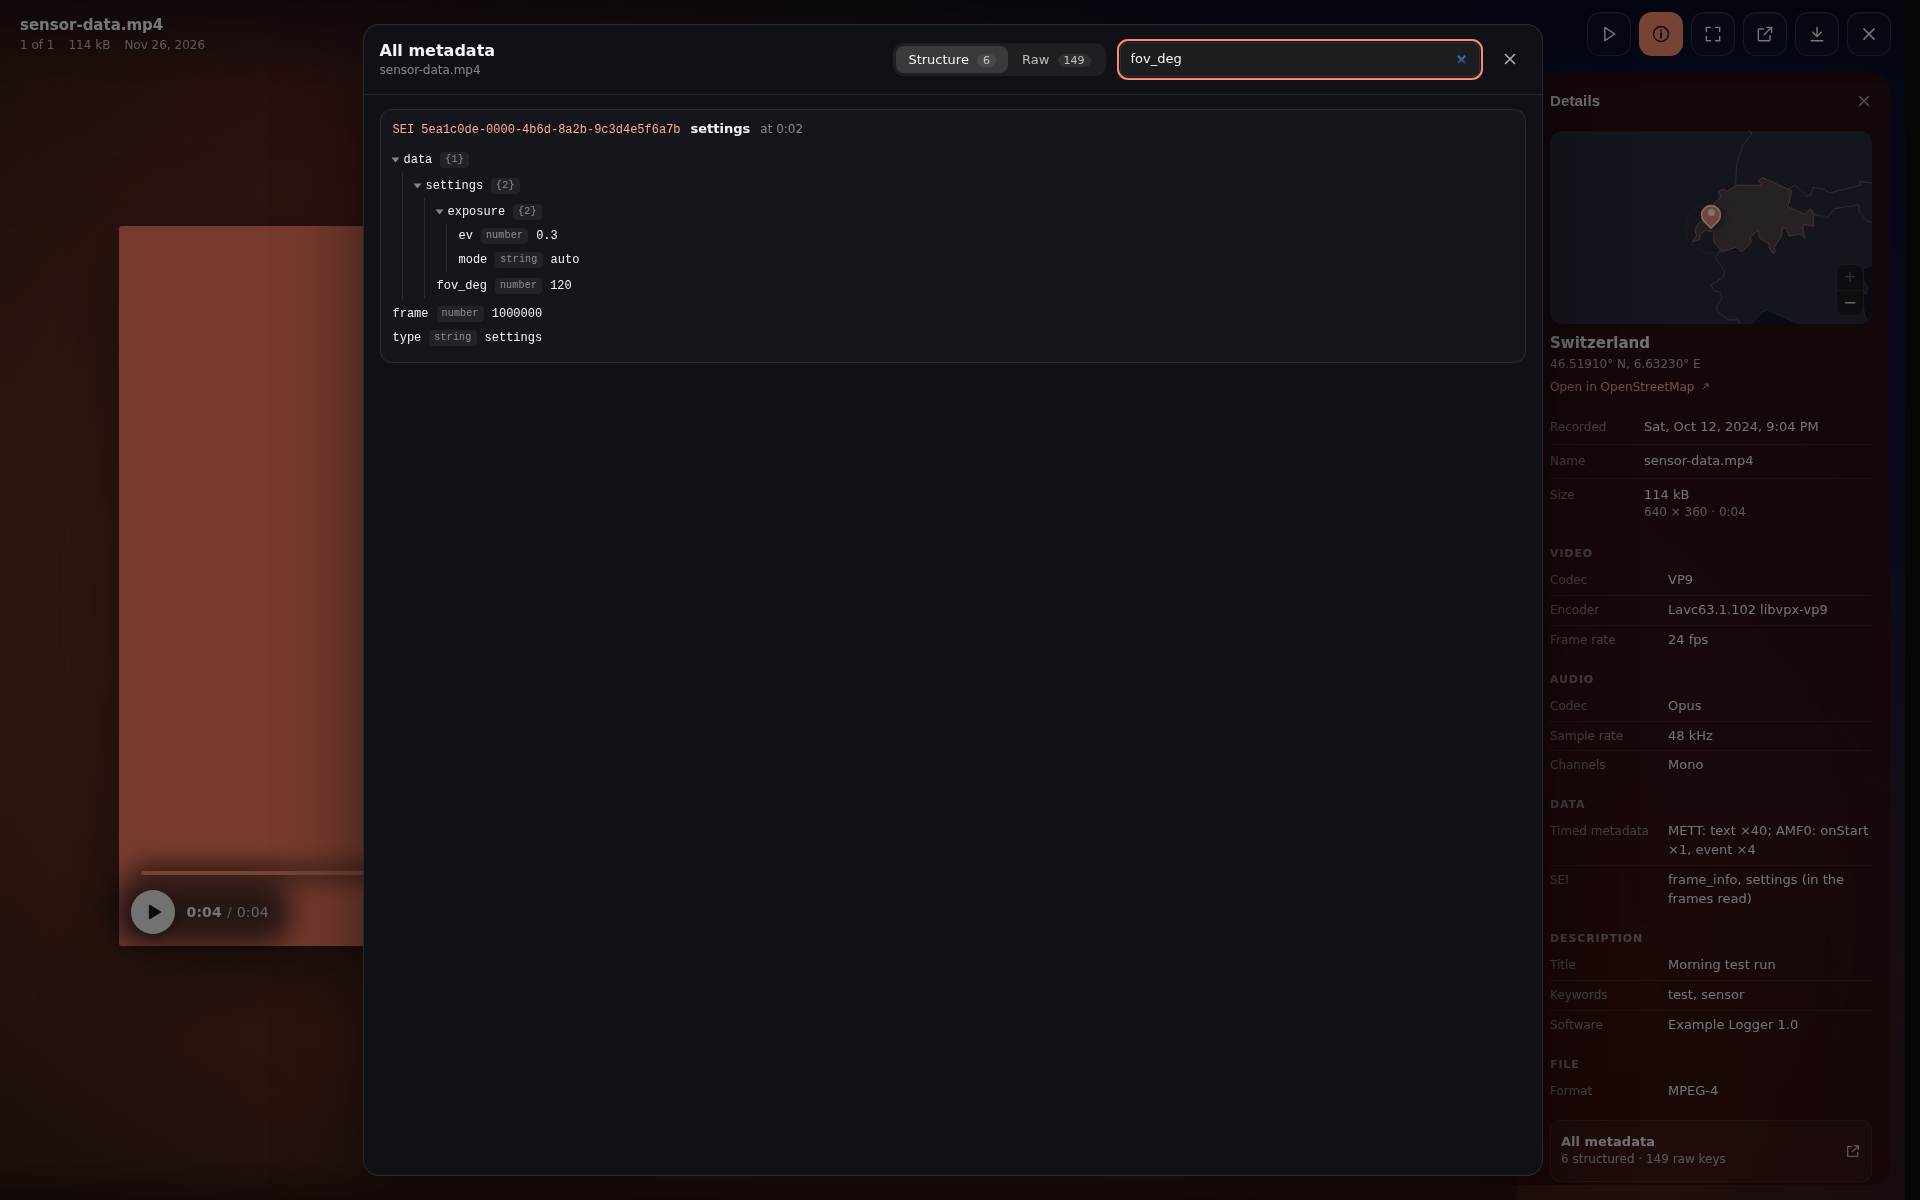 sensor-data.mp4
1 of 1 114 kB Nov 26, 2026
All metadata
sensor-data.mp4
Structure 6 Raw 149
fov_deg
SEI 5ea1c0de-0000-4b6d-8a2b-9c3d4e5f6a7b settings at 0:02
data {1}
settings {2}
exposure {2}
ev number 0.3
mode string auto
fov_deg number 120
frame number 1000000
type string settings
0:04 / 0:04
Details
Switzerland
46.51910° N, 6.63230° E
Open in OpenStreetMap ↗
Recorded Sat, Oct 12, 2024, 9:04 PM
Name sensor-data.mp4
Size 114 kB
640 × 360 · 0:04
VIDEO
Codec VP9
Encoder Lavc63.1.102 libvpx-vp9
Frame rate 24 fps
AUDIO
Codec Opus
Sample rate 48 kHz
Channels Mono
DATA
Timed metadata METT: text ×40; AMF0: onStart
×1, event ×4
SEI frame_info, settings (in the
frames read)
DESCRIPTION
Title Morning test run
Keywords test, sensor
Software Example Logger 1.0
FILE
Format MPEG-4
All metadata
6 structured · 149 raw keys